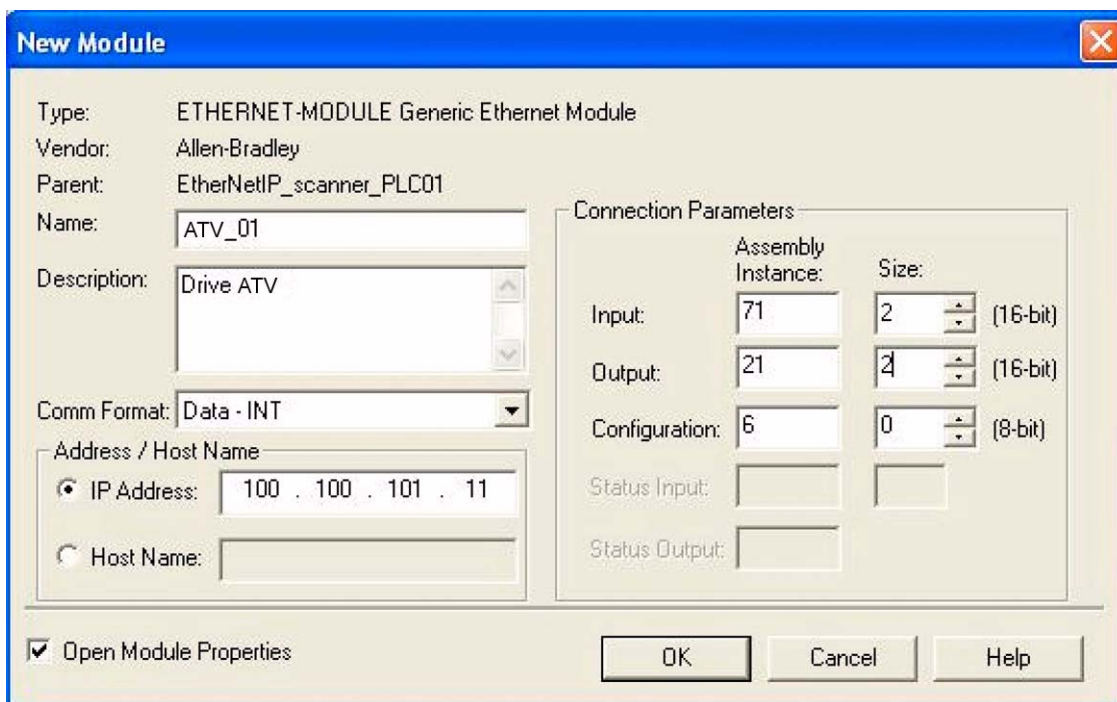 New Module
Type: ETHERNET-MODULE Generic Ethernet Module
Vendor: Allen-Bradley
Parent: EtherNetIP_scanner_PLC01
Name: ATV_01
Description: Drive ATV
Comm Format: Data - INT
Address / Host Name
IP Address: 100 . 100 . 101 . 11
Host Name:
Connection Parameters
Assembly
Instance: Size:
Input: 71 2 (16-bit)
Output: 21 2 (16-bit)
Configuration: 6 0 (8-bit)
Status Input:
Status Output:
Open Module Properties
OK Cancel Help